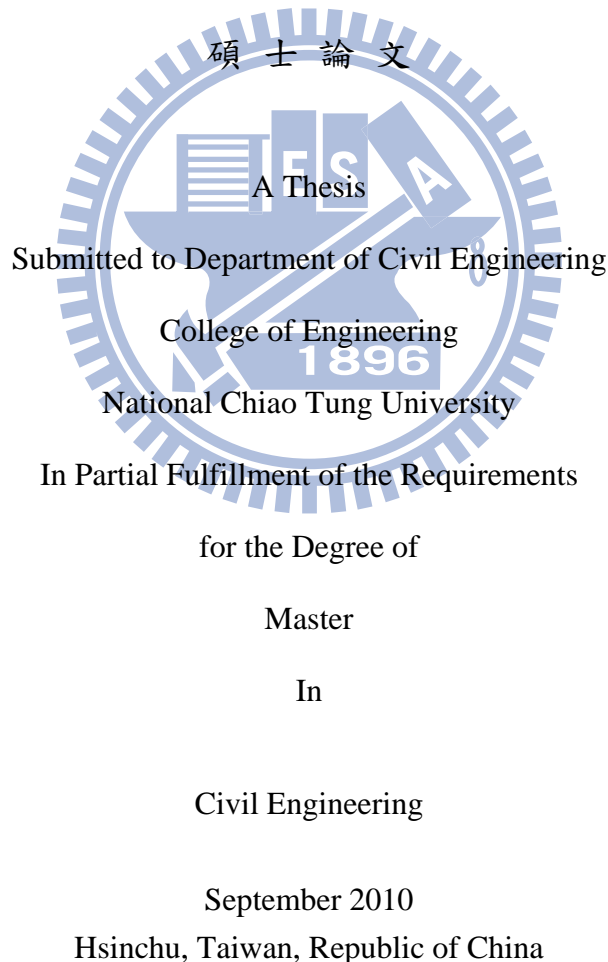 碩 士 論 文
E S A
A Thesis
Submitted to Department of Civil Engineering
College of Engineering
1896
National Chiao Tung University
In Partial Fulfillment of the Requirements
for the Degree of
Master
In
Civil Engineering
September 2010
Hsinchu, Taiwan, Republic of China